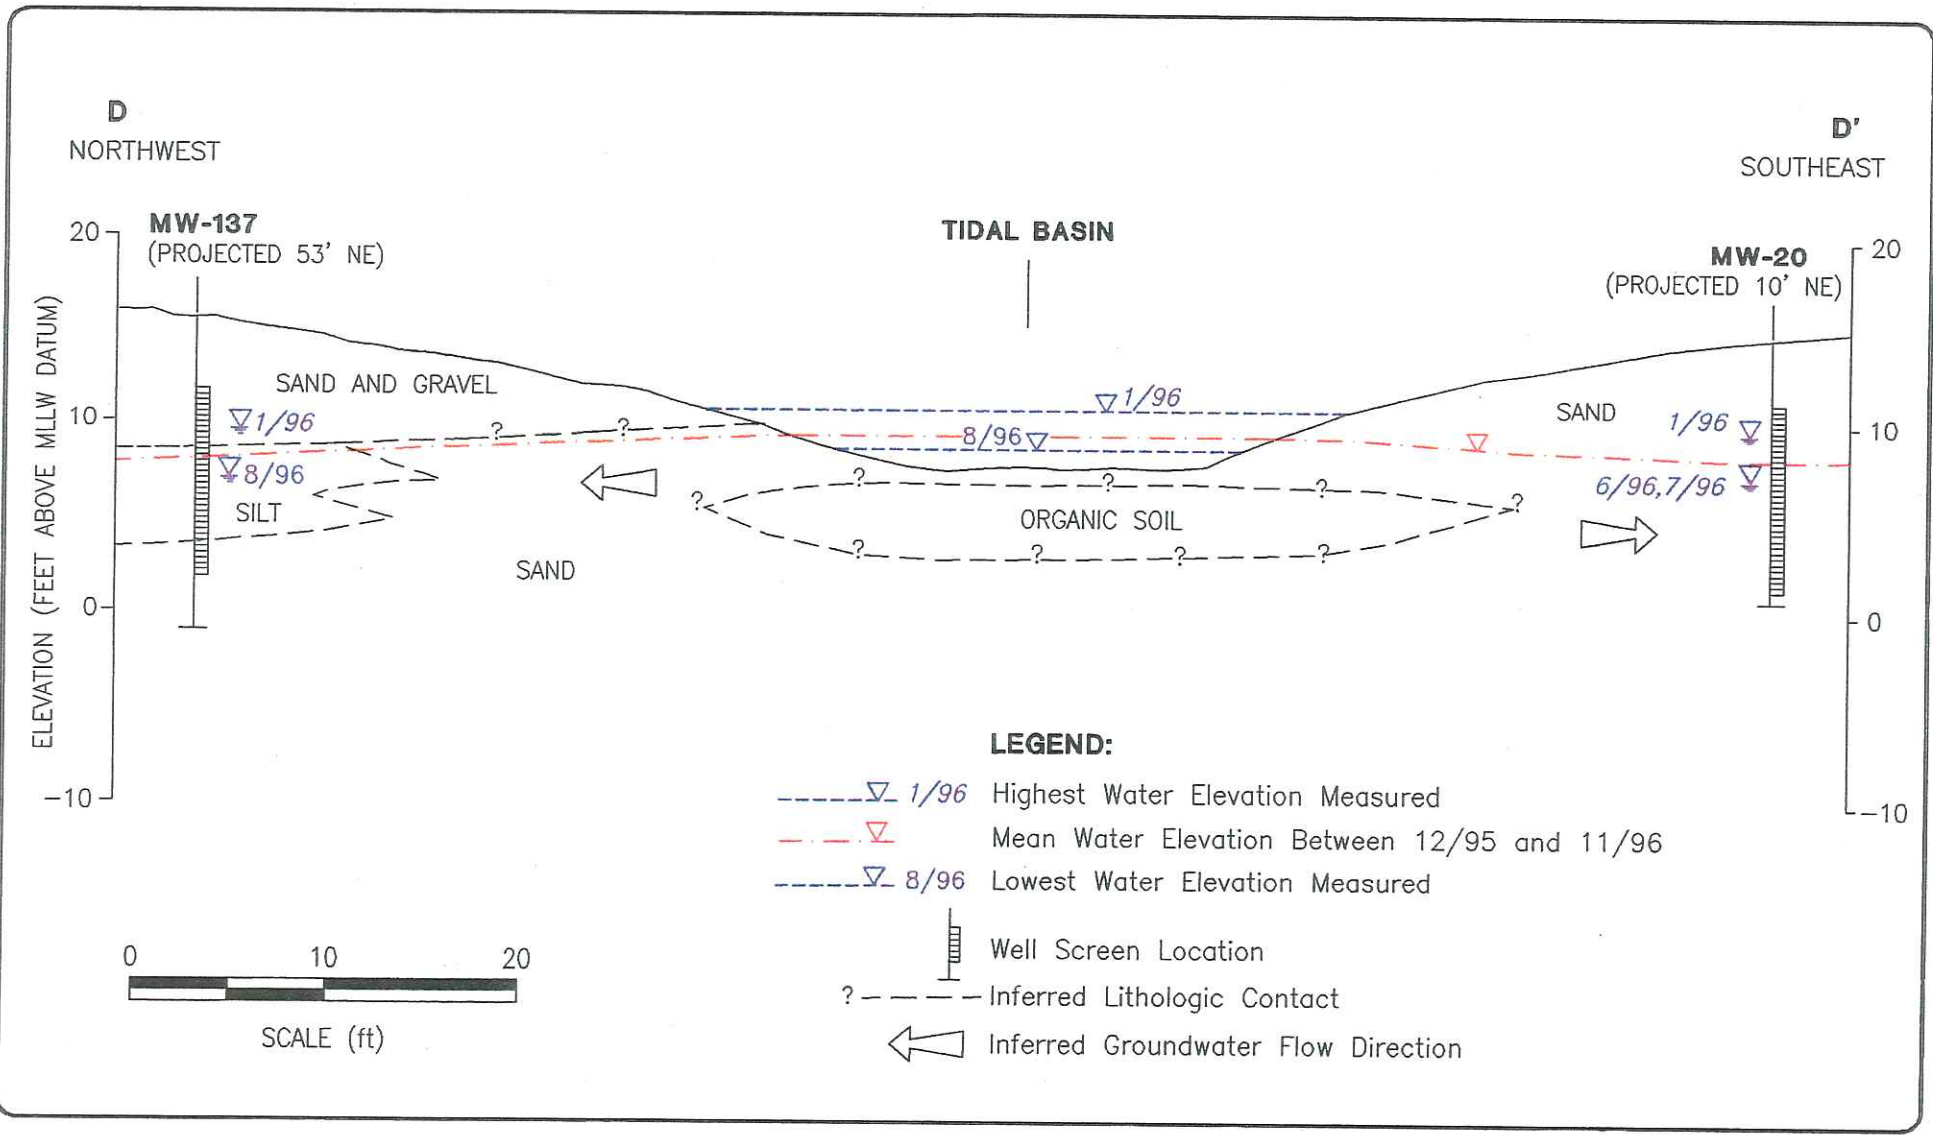 D
NORTHWEST
D'
SOUTHEAST
MW-137
(PROJECTED 53' NE)
TIDAL BASIN
MW-20
(PROJECTED 10' NE)
ELEVATION (FEET ABOVE MLLW DATUM)
20
10
0
-10
20
10
0
-10
SAND AND GRAVEL
1/96
8/96
SILT
SAND
? ?
1/96
8/96
? ? ? ? ?
ORGANIC SOIL
? ? ? ?
SAND
1/96
6/96,7/96
LEGEND:
1/96 Highest Water Elevation Measured
Mean Water Elevation Between 12/95 and 11/96
8/96 Lowest Water Elevation Measured
Well Screen Location
? Inferred Lithologic Contact
Inferred Groundwater Flow Direction
0 10 20
SCALE (ft)